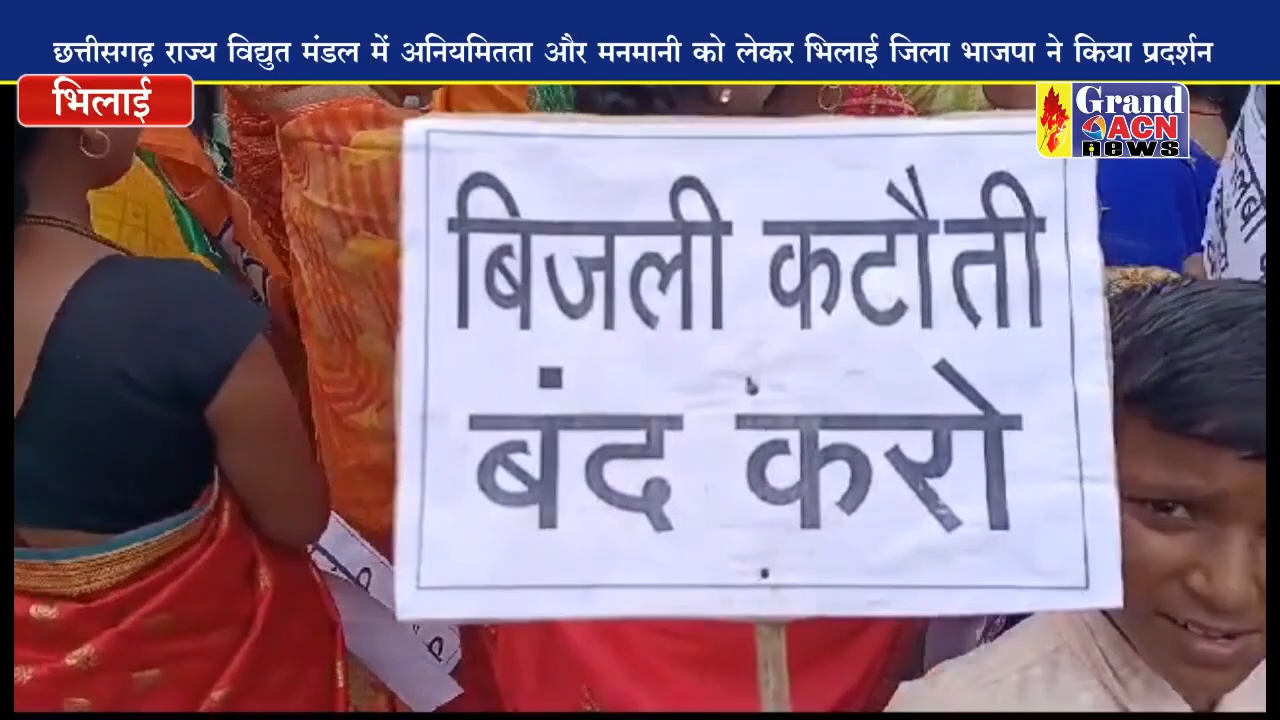 छत्तीसगढ़ राज्य विद्युत मंडल में अनियमितता और मनमानी को लेकर भिलाई जिला भाजपा ने किया प्रदर्शन
भिलाई
Grand
ACN
news
बिजली कटौती
बंद करो